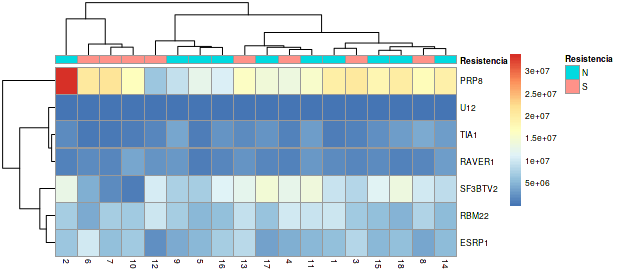 Resistencia
Resistencia
N
S
PRP8
U12
TIA1
RAVER1
SF3BTV2
RBM22
ESRP1
3e+07
2.5e+07
2e+07
1.5e+07
1e+07
5e+06
2 6 7 10 12 9 5 16 13 17 4 11 1 3 15 18 8 14